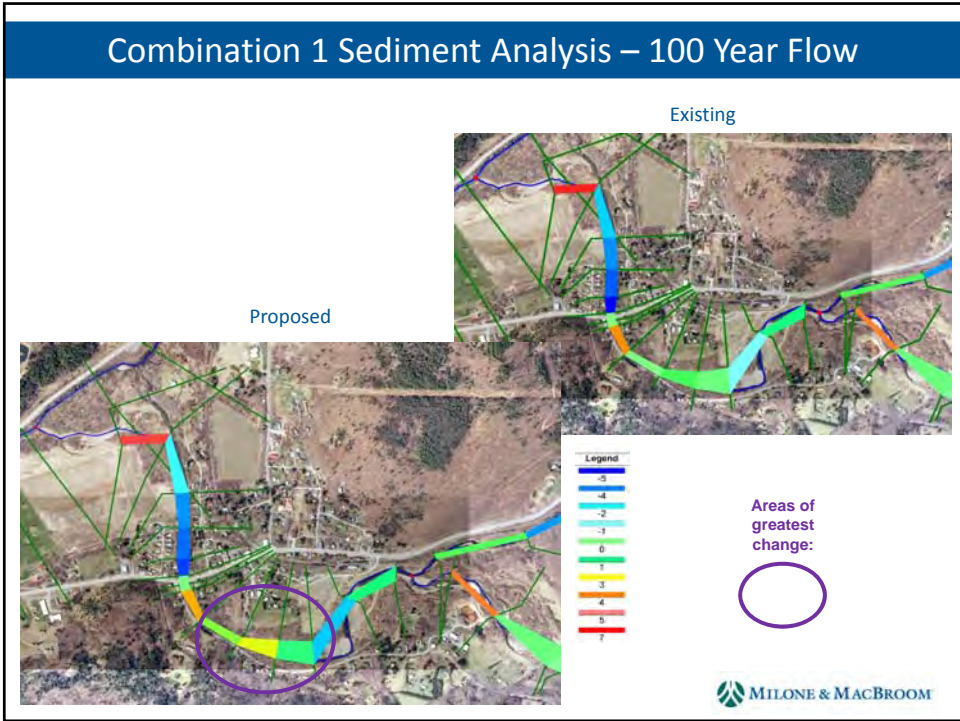 Combination 1 Sediment Analysis – 100 Year Flow
Existing
Proposed
Legend
-5
-4
-2
-1
0
1
3
4
5
7
Areas of
greatest
change:
MILONE & MACBROOM